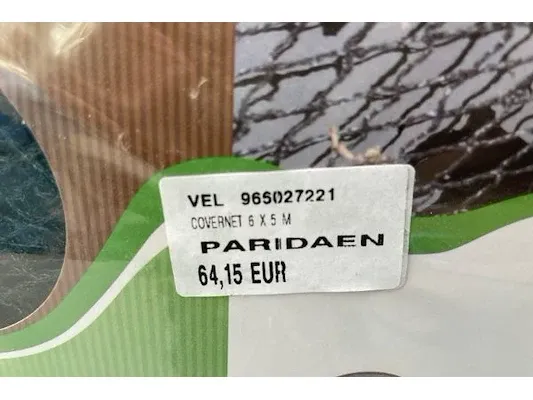 VEL 965027221
COVERNET 6 X 5 M
PARIDAEN
64,15 EUR